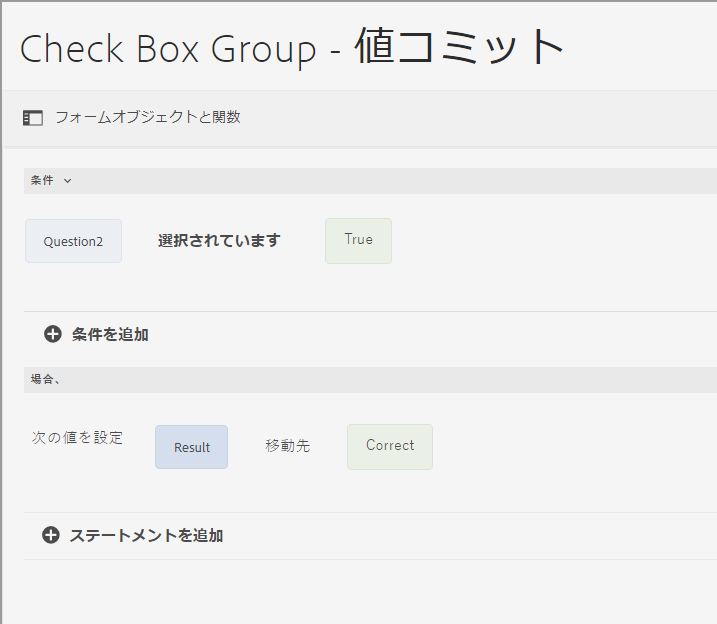 Check Box Group - 値コミット
フォームオブジェクトと関数
条件
Question2 選択されています True
条件を追加
場合、
次の値を設定 Result 移動先 Correct
ステートメントを追加